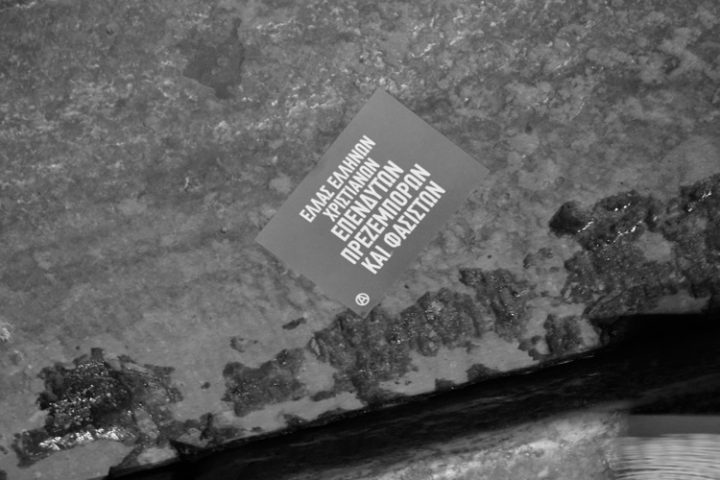 ΕΛΛΑΣ ΕΛΛΗΝΩΝ
ΧΡΙΣΤΙΑΝΩΝ
ΕΠΕΝΔΥΤΩΝ
ΠΡΕΖΕΜΠΟΡΩΝ
ΚΑΙ ΦΑΣΙΣΤΩΝ